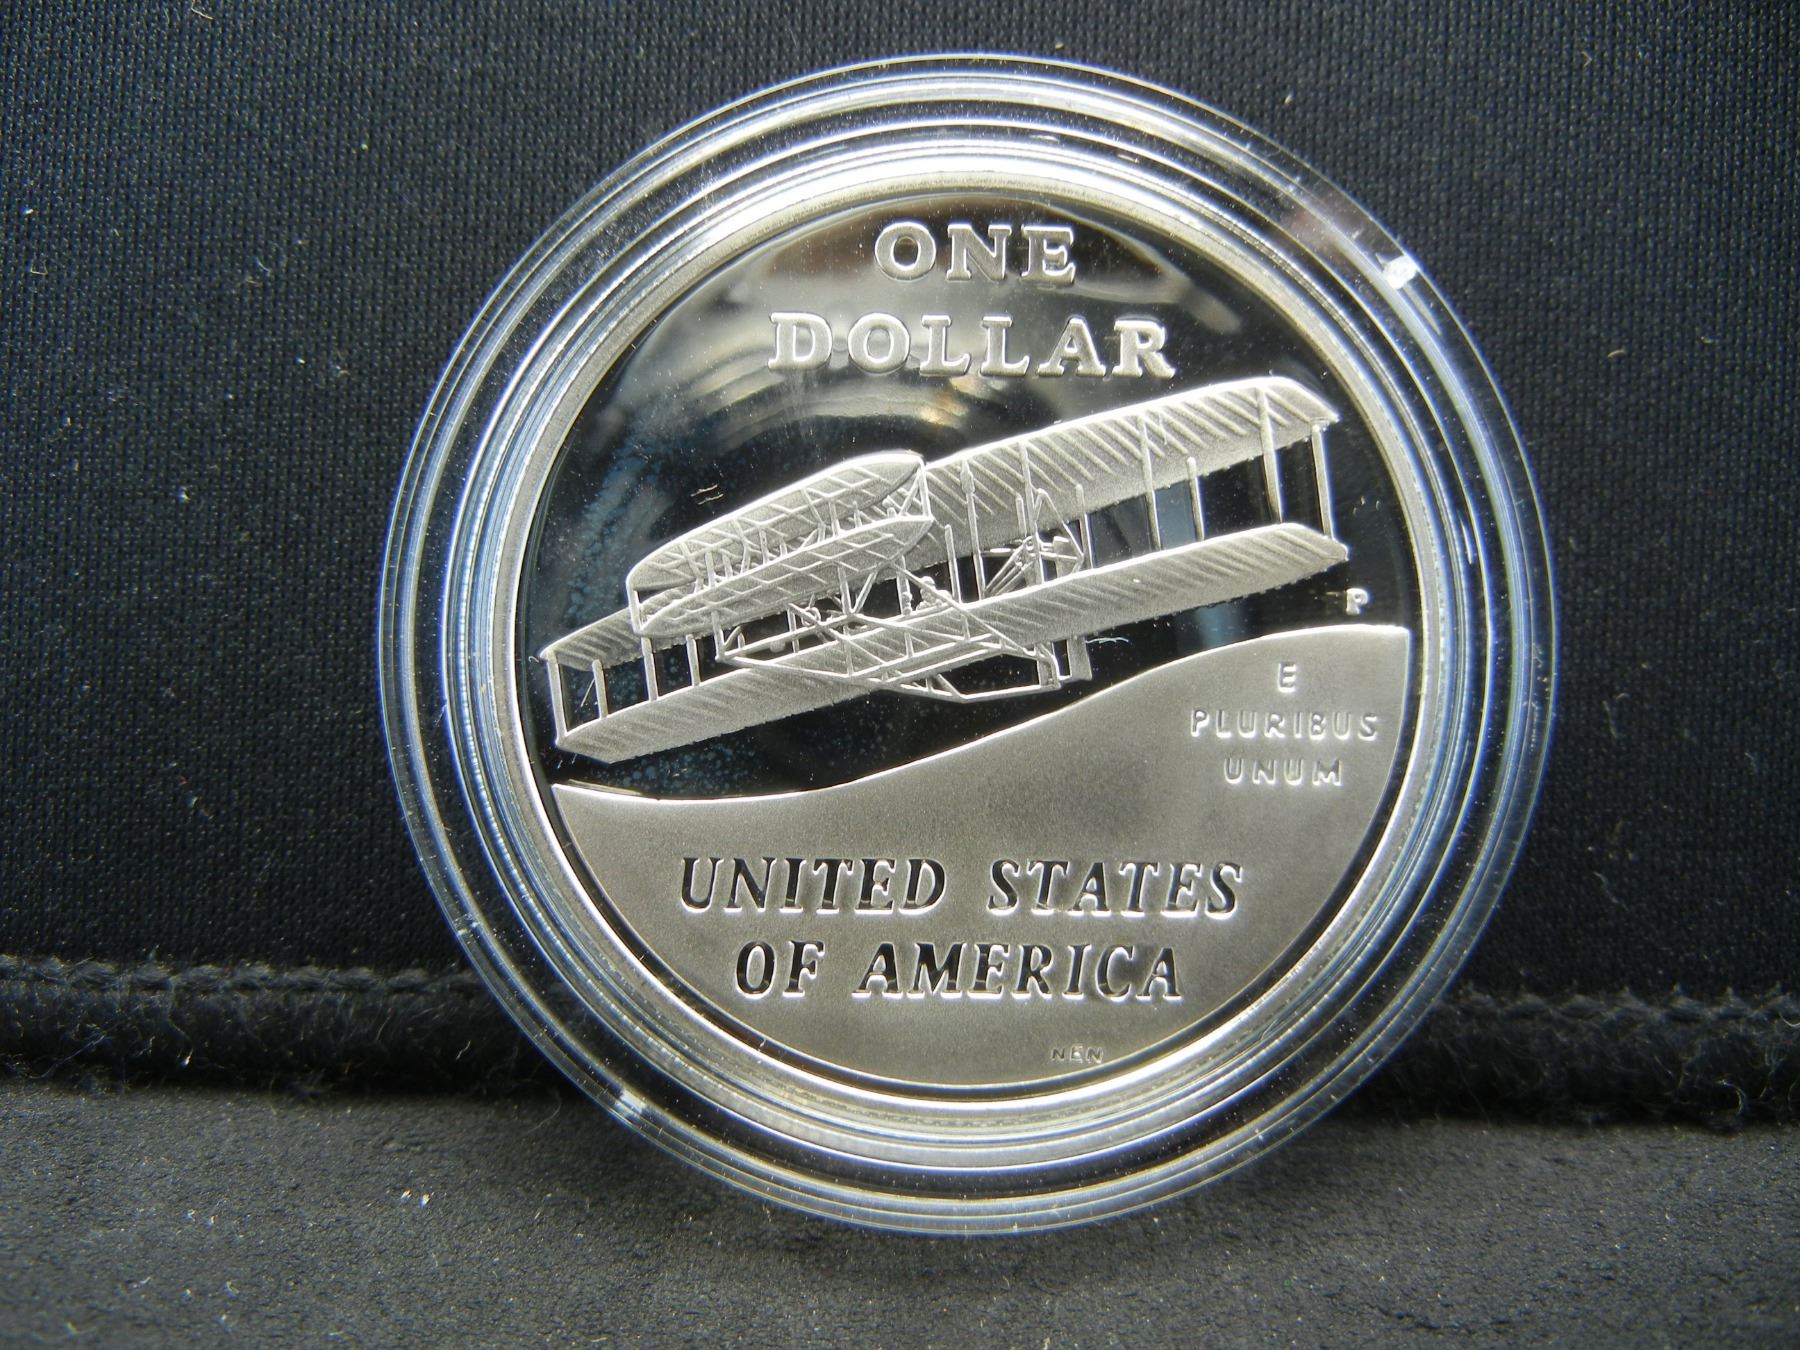 ONE
DOLLAR
P
E
PLURIBUS
UNUM
UNITED STATES
OF AMERICA
NEN